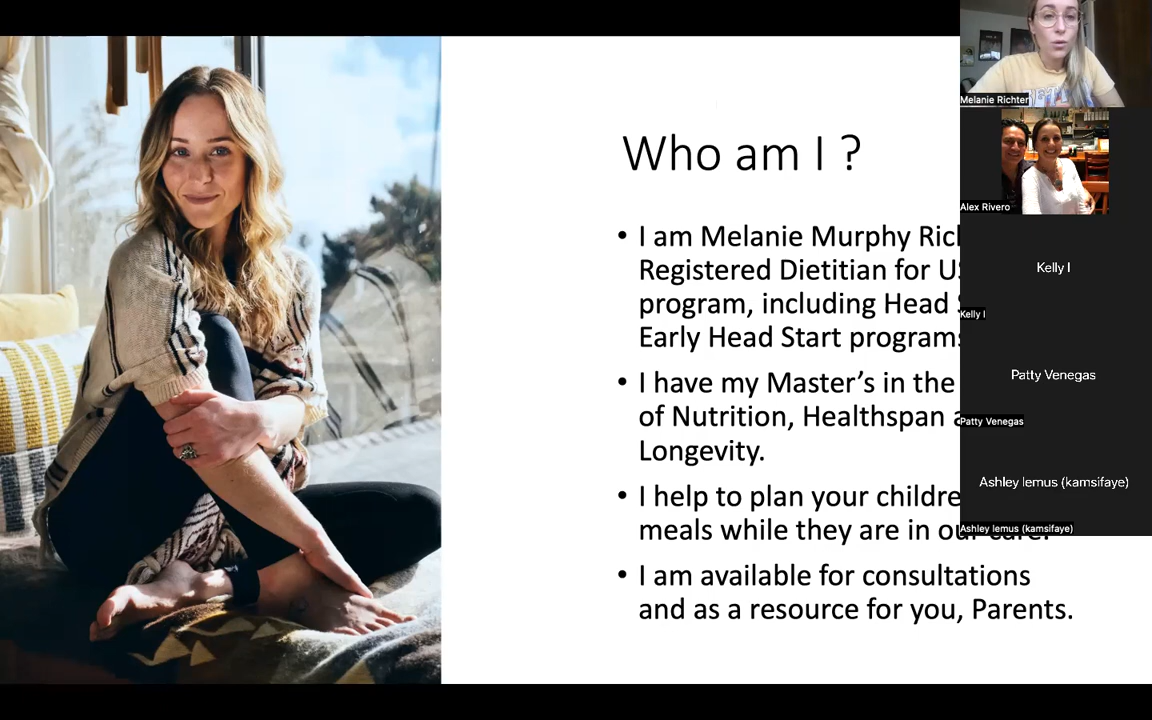 Who am I ?
• I am Melanie Murphy
Registered Dietitian for
program, including Head
Early Head Start programs
• I have my Master's in the
of Nutrition, Healthspan
Longevity.
• I help to plan your
meals while they are in our care.
• I am available for consultations
and as a resource for you, Parents.
Melanie Richter
Alex Rivero
Kelly I
Kelly I
Patty Venegas
Patty Venegas
Ashley lemus (kamsifaye)
Ashley lemus (kamsifaye)